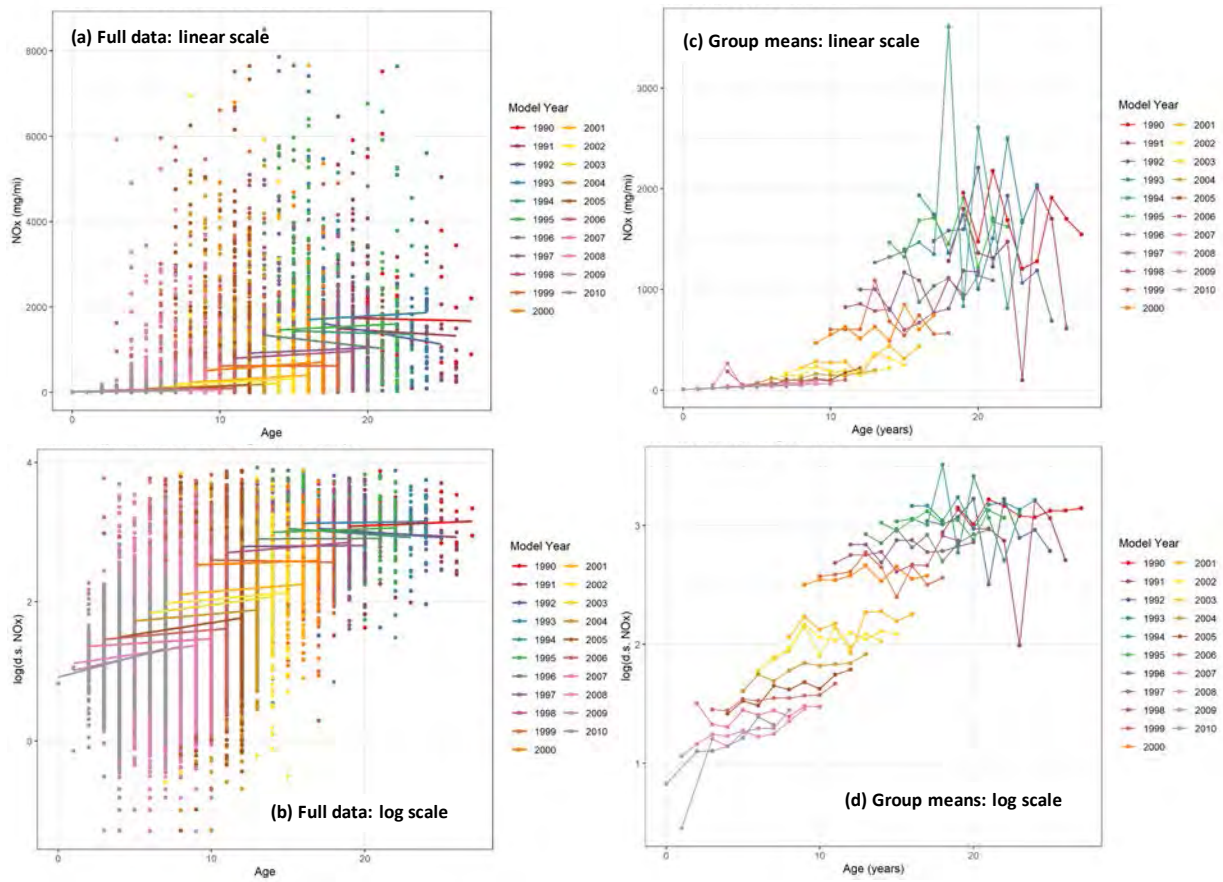 (a) Full data: linear scale
NOx (mg/mi)
8000
6000
4000
2000
0
0 10 20
Age
Model Year
1990 2001
1991 2002
1992 2003
1993 2004
1994 2005
1995 2006
1996 2007
1997 2008
1998 2009
1999 2010
2000
(c) Group means: linear scale
NOx (mg/mi)
3000
2000
1000
0
0 10 20
Age (years)
Model Year
1990 2001
1991 2002
1992 2003
1993 2004
1994 2005
1995 2006
1996 2007
1997 2008
1998 2009
1999 2010
2000
(b) Full data: log scale
log(d.s. NOx)
4
2
0
0 10 20
Age
Model Year
1990 2001
1991 2002
1992 2003
1993 2004
1994 2005
1995 2006
1996 2007
1997 2008
1998 2009
1999 2010
2000
(d) Group means: log scale
log(d.s. NOx)
3
2
1
0 10 20
Age (years)
Model Year
1990 2001
1991 2002
1992 2003
1993 2004
1994 2005
1995 2006
1996 2007
1997 2008
1998 2009
1999 2010
2000